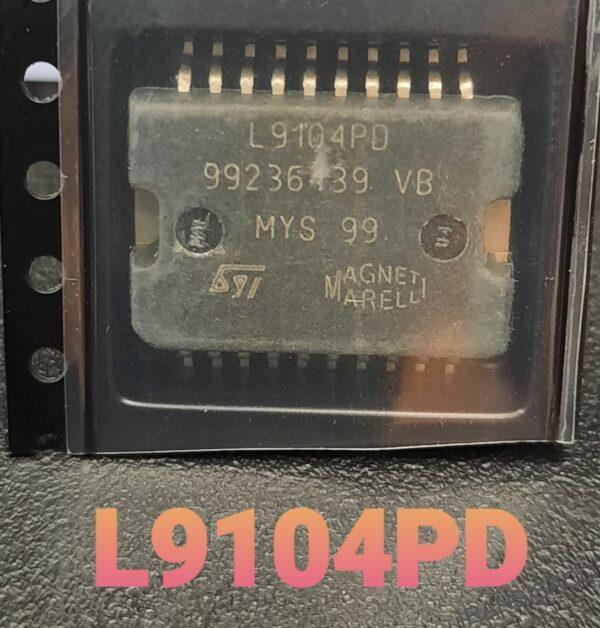 L9104PD
99236439 VB
MYS 99
ST
MAGNETI
MARELLI
L9104PD